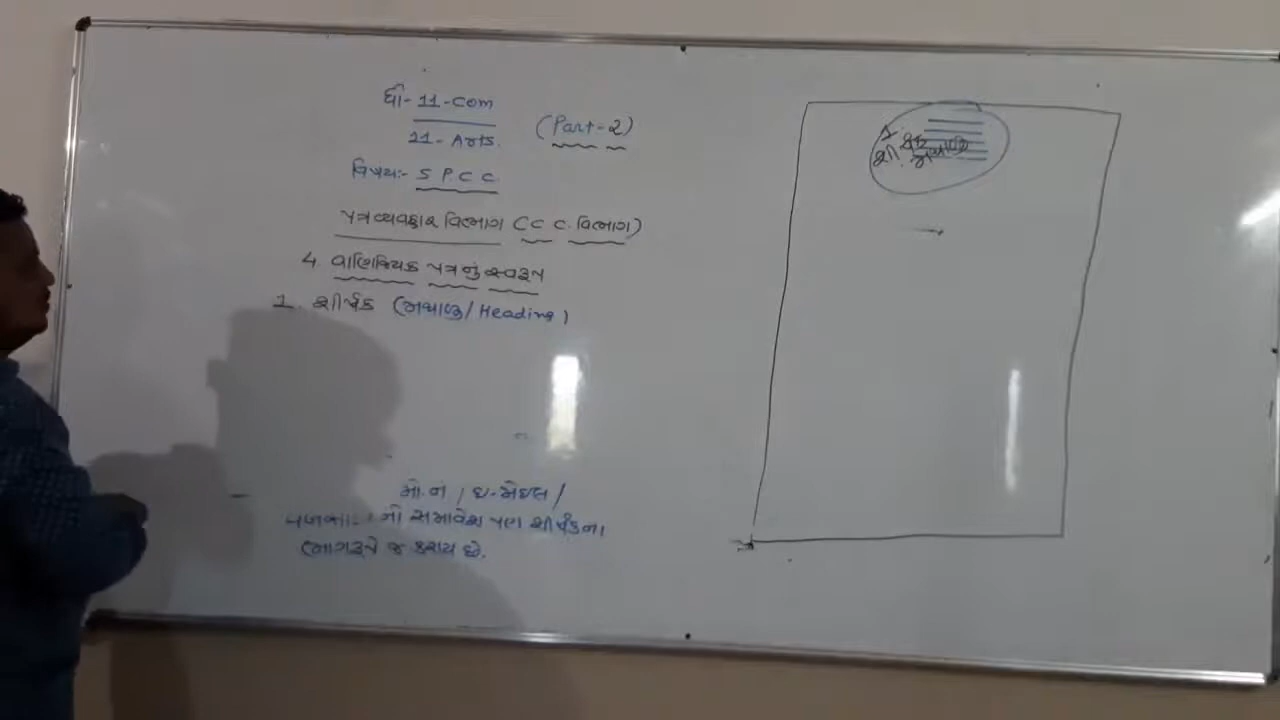 ધો- 11 - Com
11 - Arts.
(Part-2)
વિષય:- S P. C C
પત્રવ્યવહાર વિભાગ (C. C. વિભાગ)
4. વાણિજ્યિક પત્રનું સ્વરૂપ
1. શીર્ષક (મથાળુ/Heading)
મો.નં / ઇ-મેઇલ /
નો સમાવેશ પણ શીર્ષકના
ભાગરૂપે જ કરાય છે.
1.